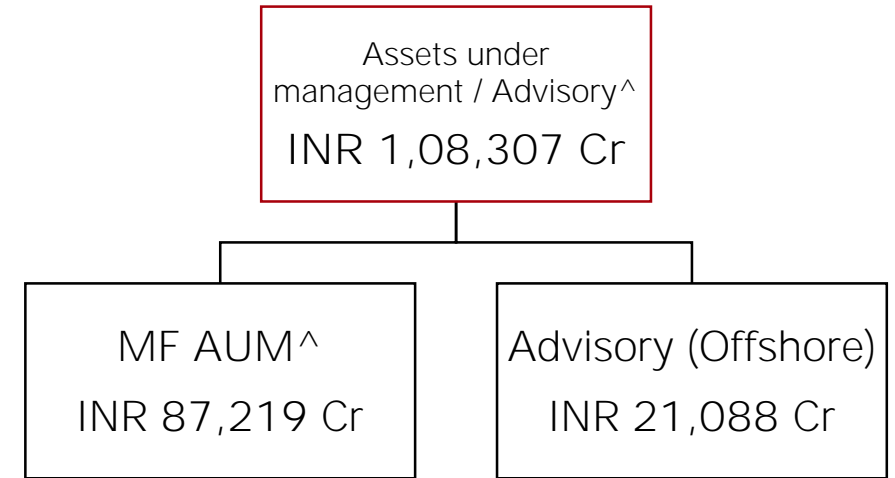 Assets under
management / Advisory^
INR 1,08,307 Cr
MF AUM^
INR 87,219 Cr
Advisory (Offshore)
INR 21,088 Cr